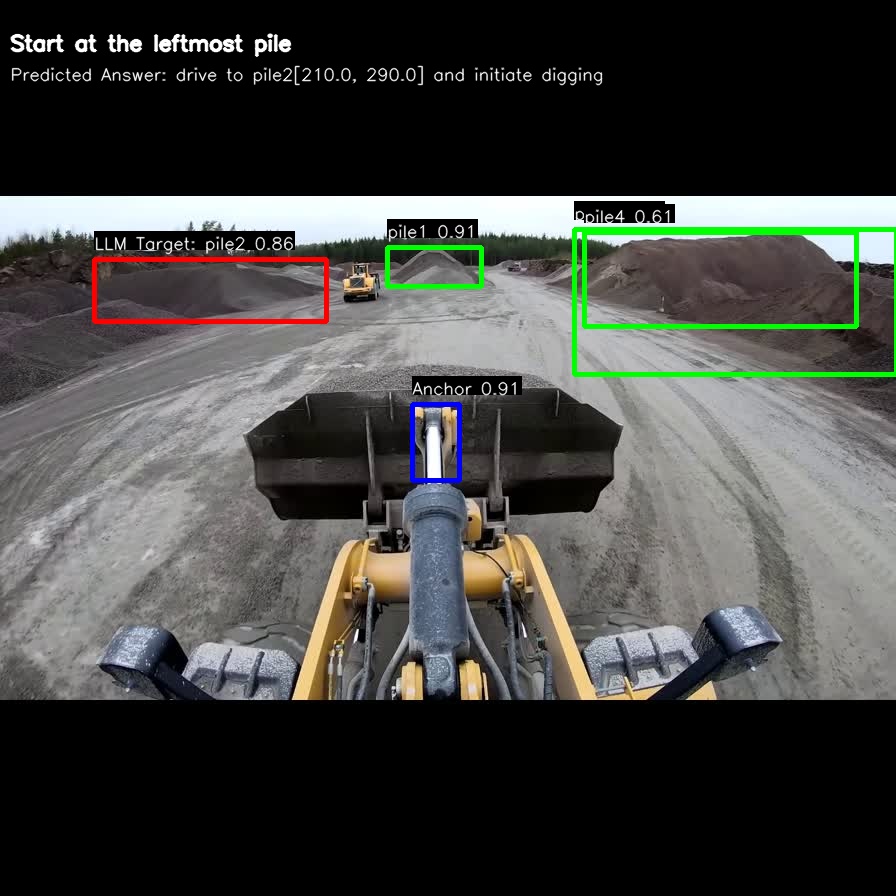 Start at the leftmost pile
Predicted Answer: drive to pile2[210.0, 290.0] and initiate digging
pile4 0.61
pile1 0.91
LLM Target: pile2 0.86
Anchor 0.91